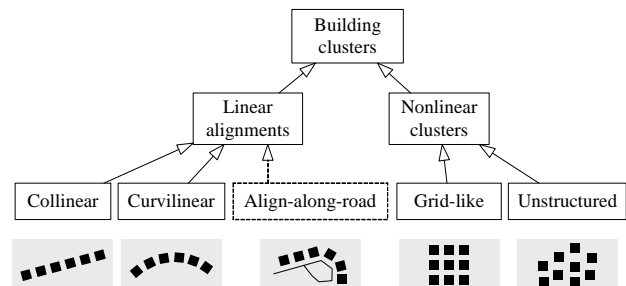 Building
clusters
Linear
alignments
Nonlinear
clusters
Collinear
Curvilinear
Align-along-road
Grid-like
Unstructured